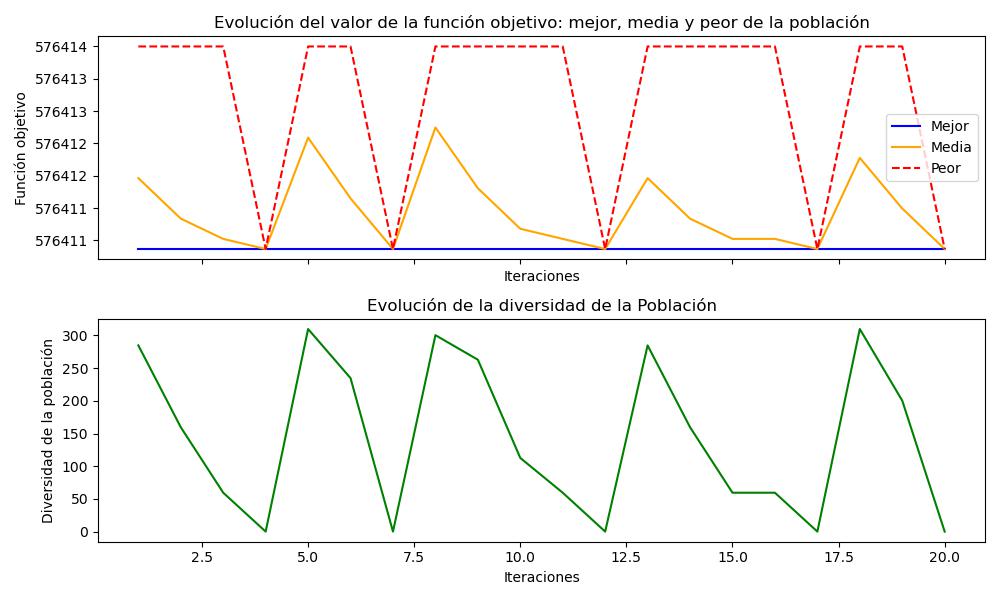 Evolución del valor de la función objetivo: mejor, media y peor de la población
576414
576413
576413
576412
576412
576411
576411
Función objetivo
Mejor
Media
Peor
Iteraciones
Evolución de la diversidad de la Población
300
250
200
150
100
50
0
Diversidad de la población
2.5 5.0 7.5 10.0 12.5 15.0 17.5 20.0
Iteraciones